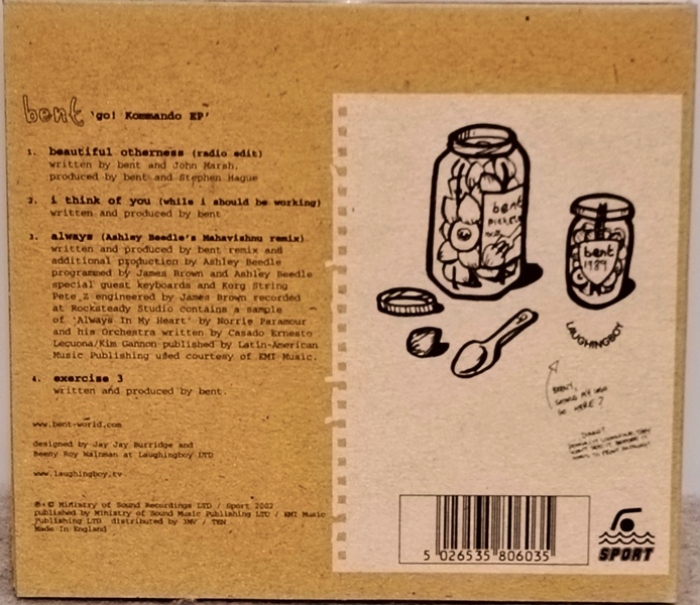 bent 'go! Kommando EP'
1. beautiful otherness (radio edit)
written by bent and John Marsh.
produced by bent and Stephen Hague
2. i think of you (while i should be working)
written and produced by bent
3. always (Ashley Beedle's Mahavishnu remix)
written and produced by bent remix and
additional production by Ashley Beedle
programmed by James Brown and Ashley Beedle
special guest keyboards and Korg String
Pete Z engineered by James Brown recorded
at Rocksteady Studio contains a sample
of 'Always In My Heart' by Norrie Paramour
and his Orchestra written by Casado Ernesto
Lecuona/Kim Gannon published by Latin-American
Music Publishing used courtesy of EMI Music.
4. exercise 3
written and produced by bent.
www.bent-world.com
designed by Jay Jay Burridge and
at Laughingboy LTD
www.laughingboy.tv
℗+© Ministry of Sound Recordings LTD / Sport 2002
published by Ministry of Sound Music Publishing LTD / EMI Music
Publishing LTD distributed by 3MV / TEN
Made In England
bent
bent
1989
LAUGHINGBOY
BENT,
GO HERE?
5 026535 806035
SPORT